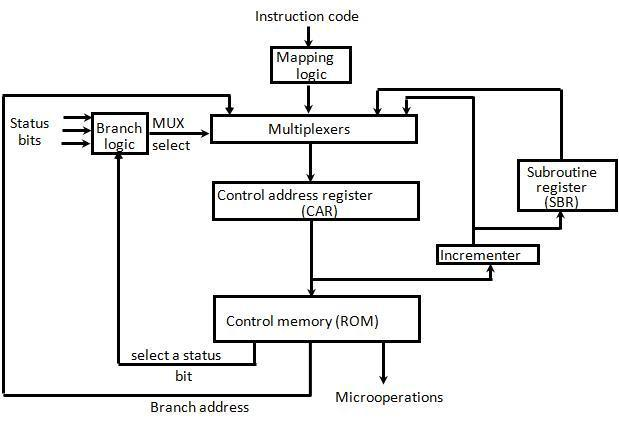 Instruction code
Mapping
logic
Status
bits
Branch
logic
MUX
select
Multiplexers
Subroutine
register
(SBR)
Control address register
(CAR)
Incrementer
Control memory (ROM)
select a status
bit
Branch address
Microoperations